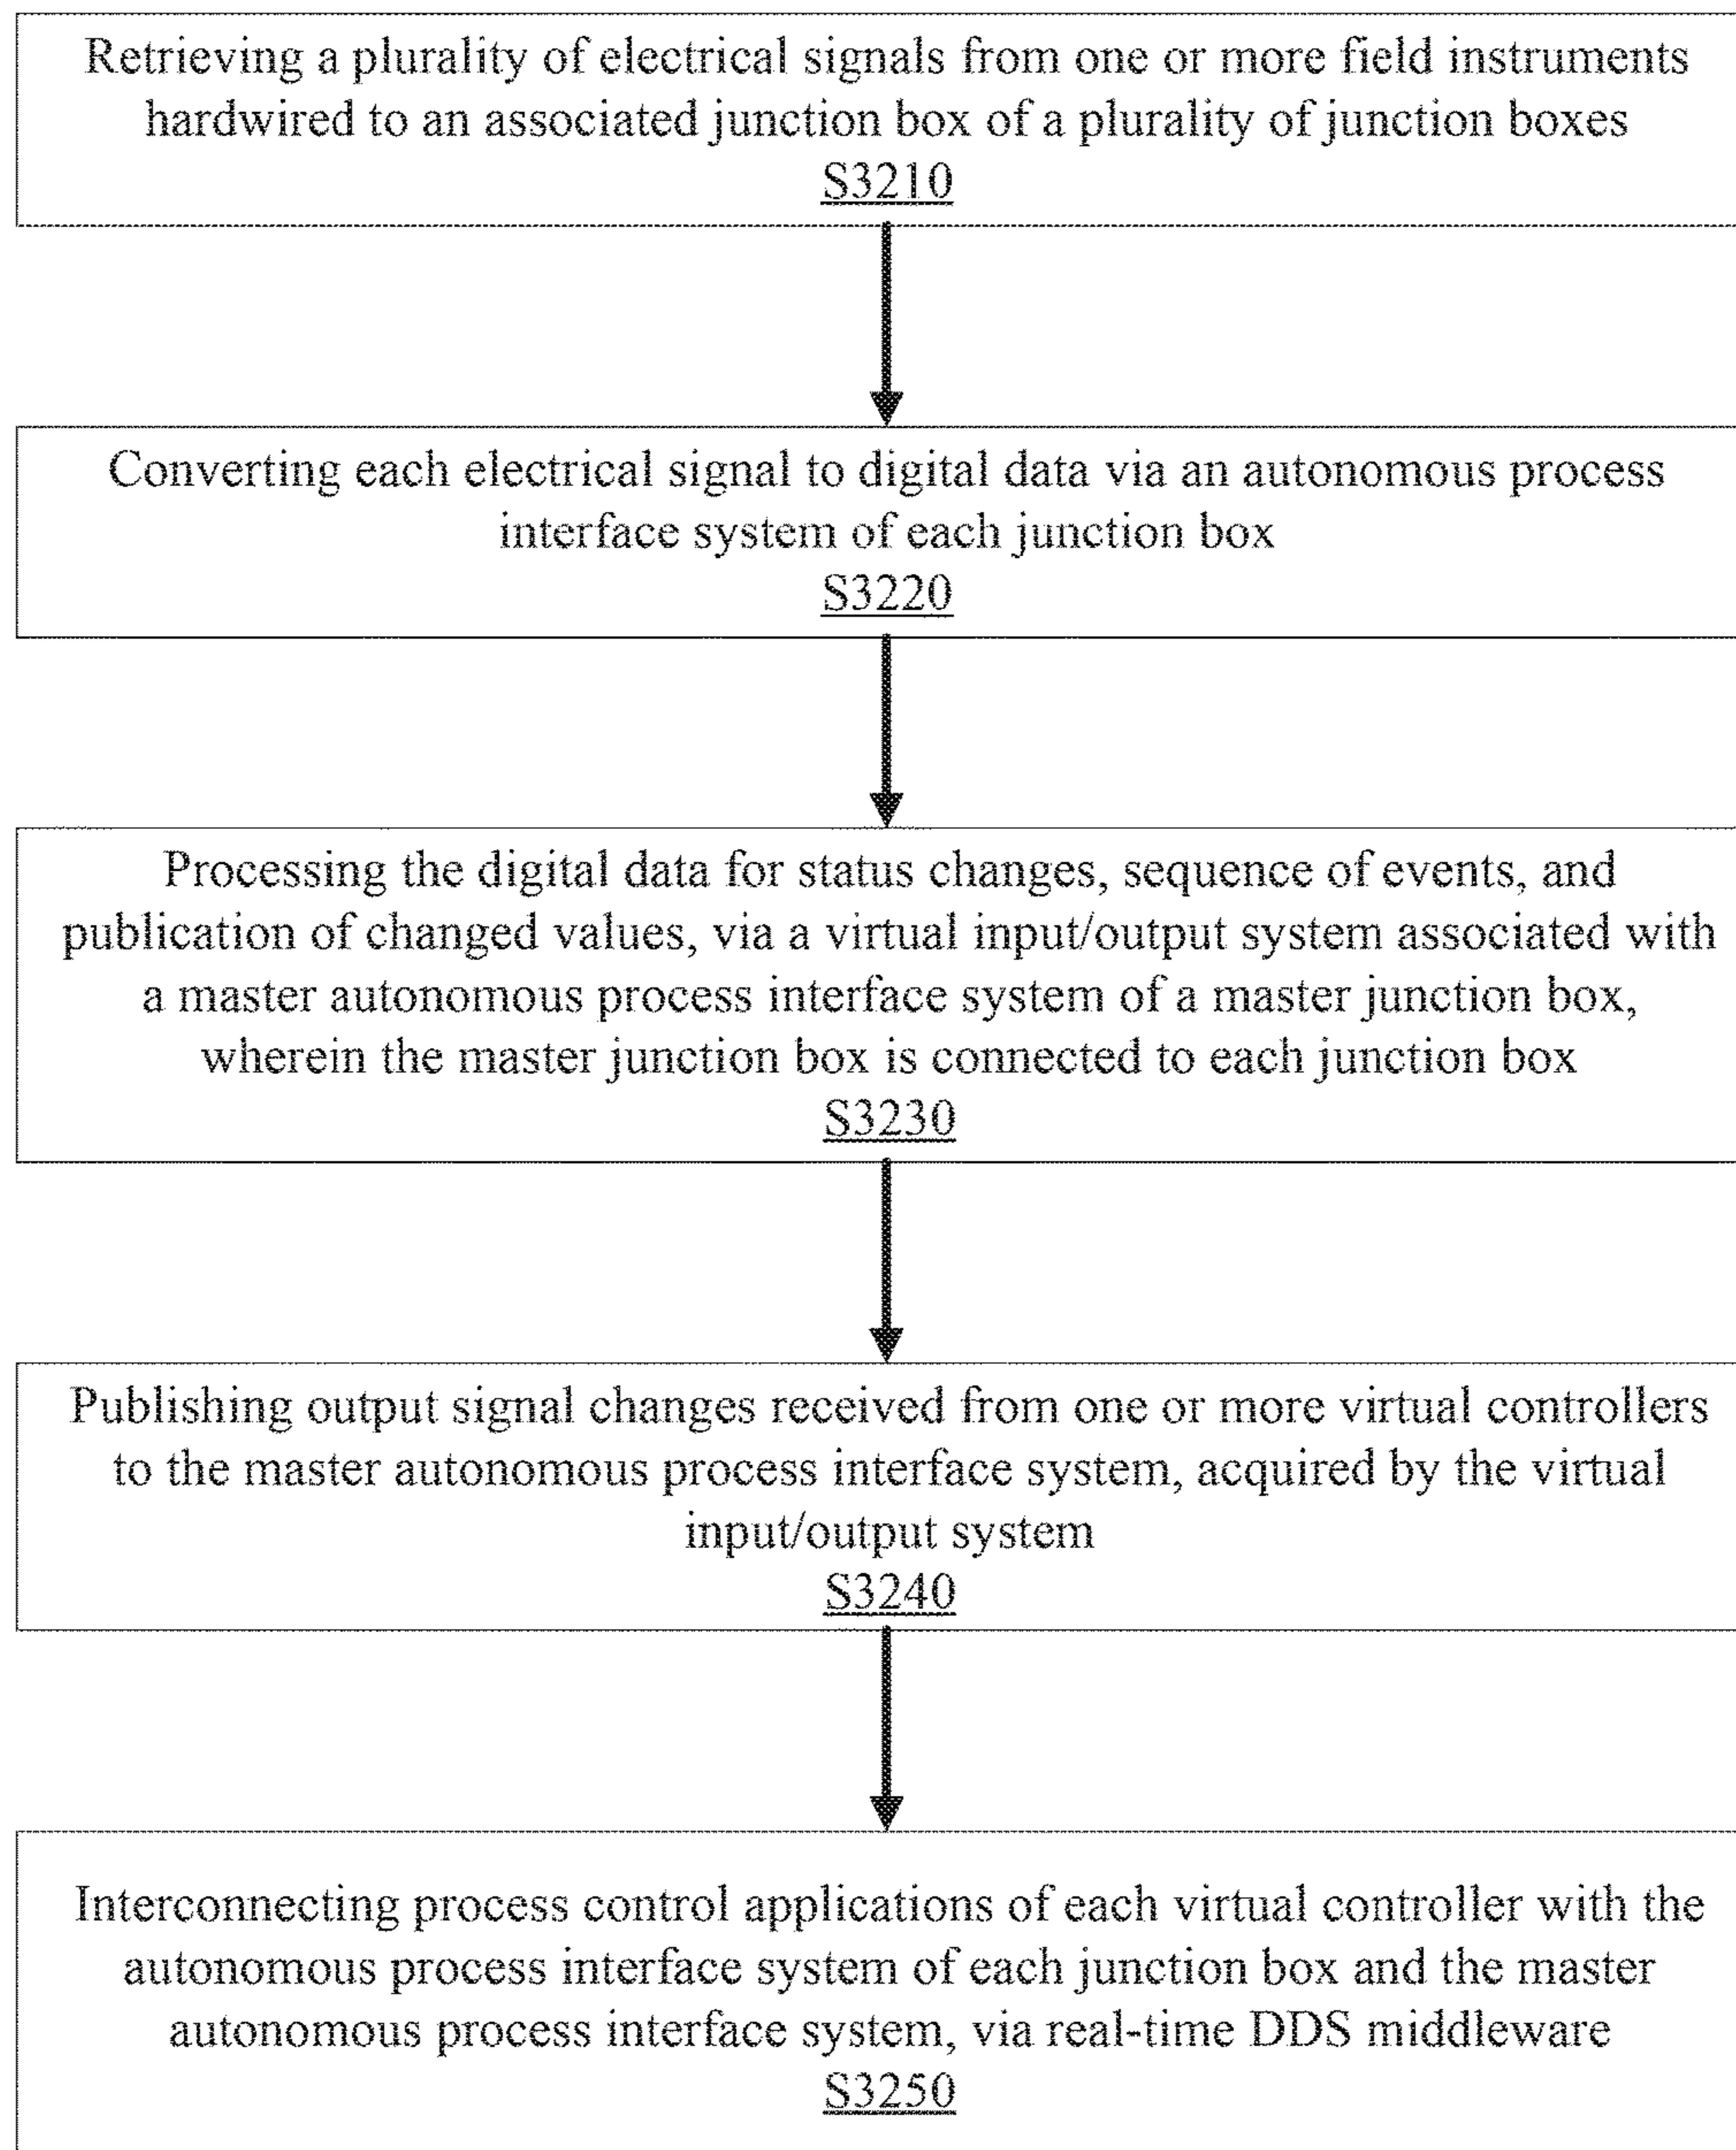 Retrieving a plurality of electrical signals from one or more field instruments
hardwired to an associated junction box of a plurality of junction boxes
S3210
Converting each electrical signal to digital data via an autonomous process
interface system of each junction box
S3220
Processing the digital data for status changes, sequence of events, and
publication of changed values, via a virtual input/output system associated with
a master autonomous process interface system of a master junction box,
wherein the master junction box is connected to each junction box
S3230
Publishing output signal changes received from one or more virtual controllers
to the master autonomous process interface system, acquired by the virtual
input/output system
S3240
Interconnecting process control applications of each virtual controller with the
autonomous process interface system of each junction box and the master
autonomous process interface system, via real-time DDS middleware
S3250